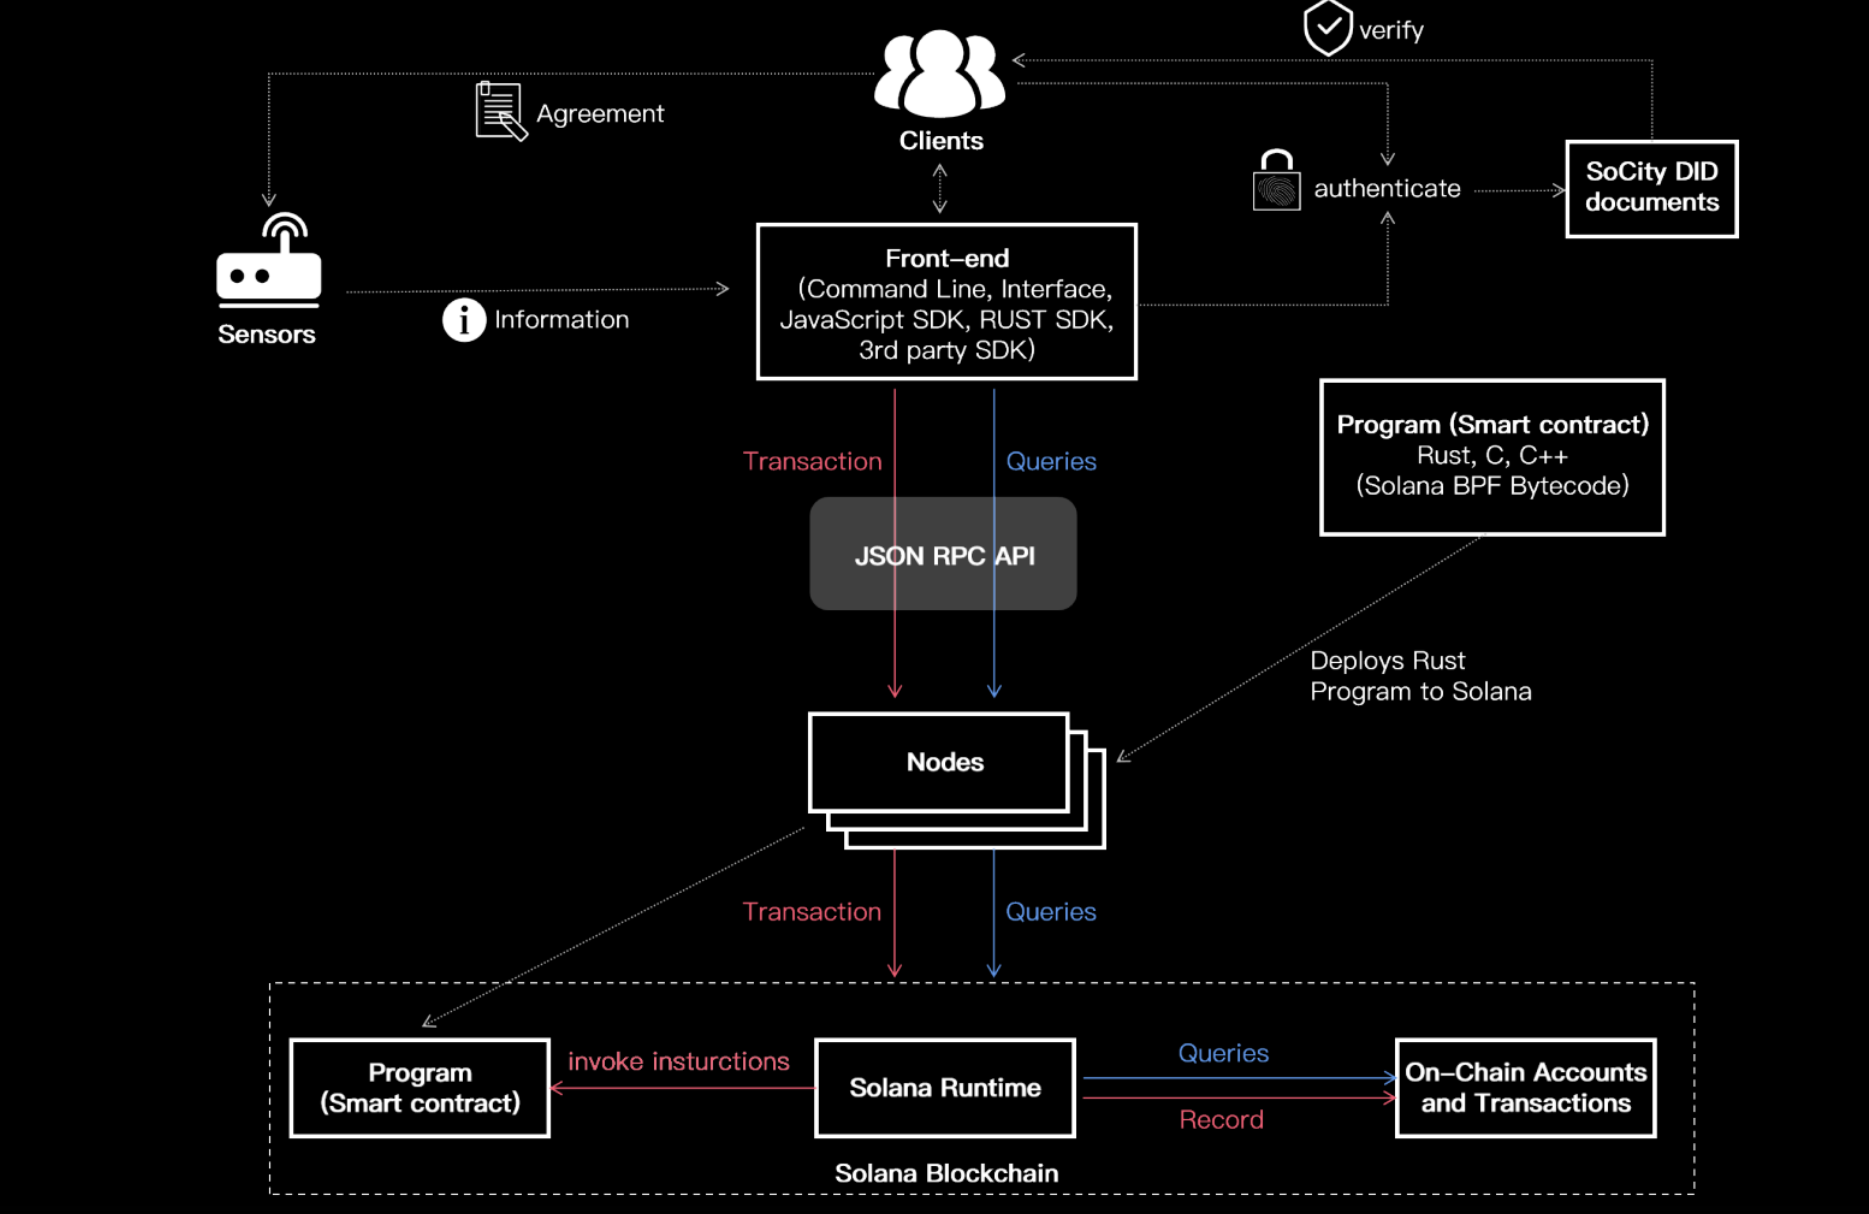 verify
Agreement
Clients
SoCity DID
documents
authenticate
Front-end
(Command Line, Interface,
JavaScript SDK, RUST SDK,
3rd party SDK)
Information
Sensors
Program (Smart contract)
Rust, C, C++
(Solana BPF Bytecode)
Transaction
Queries
JSON RPC API
Deploys Rust
Program to Solana
Nodes
Transaction
Queries
Program
(Smart contract)
invoke insturctions
Solana Runtime
Queries
Record
On-Chain Accounts
and Transactions
Solana Blockchain